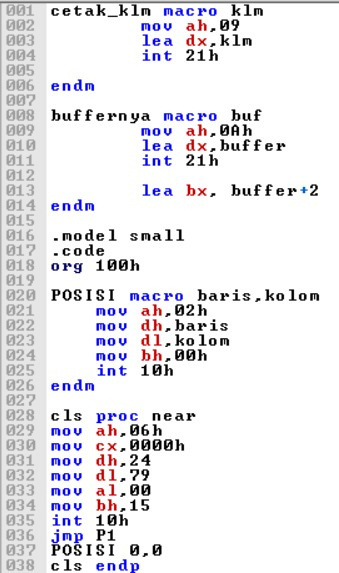 001 cetak_klm macro klm
002 mov ah,09
003 lea dx,klm
004 int 21h
005
006 endm
007
008 buffernya macro buf
009 mov ah,0Ah
010 lea dx,buffer
011 int 21h
012
013 lea bx, buffer+2
014 endm
015
016 .model small
017 .code
018 org 100h
019
020 POSISI macro baris,kolom
021 mov ah,02h
022 mov dh,baris
023 mov dl,kolom
024 mov bh,00h
025 int 10h
026 endm
027
028 cls proc near
029 mov ah,06h
030 mov cx,0000h
031 mov dh,24
032 mov dl,79
033 mov al,00
034 mov bh,15
035 int 10h
036 jmp P1
037 POSISI 0,0
038 cls endp